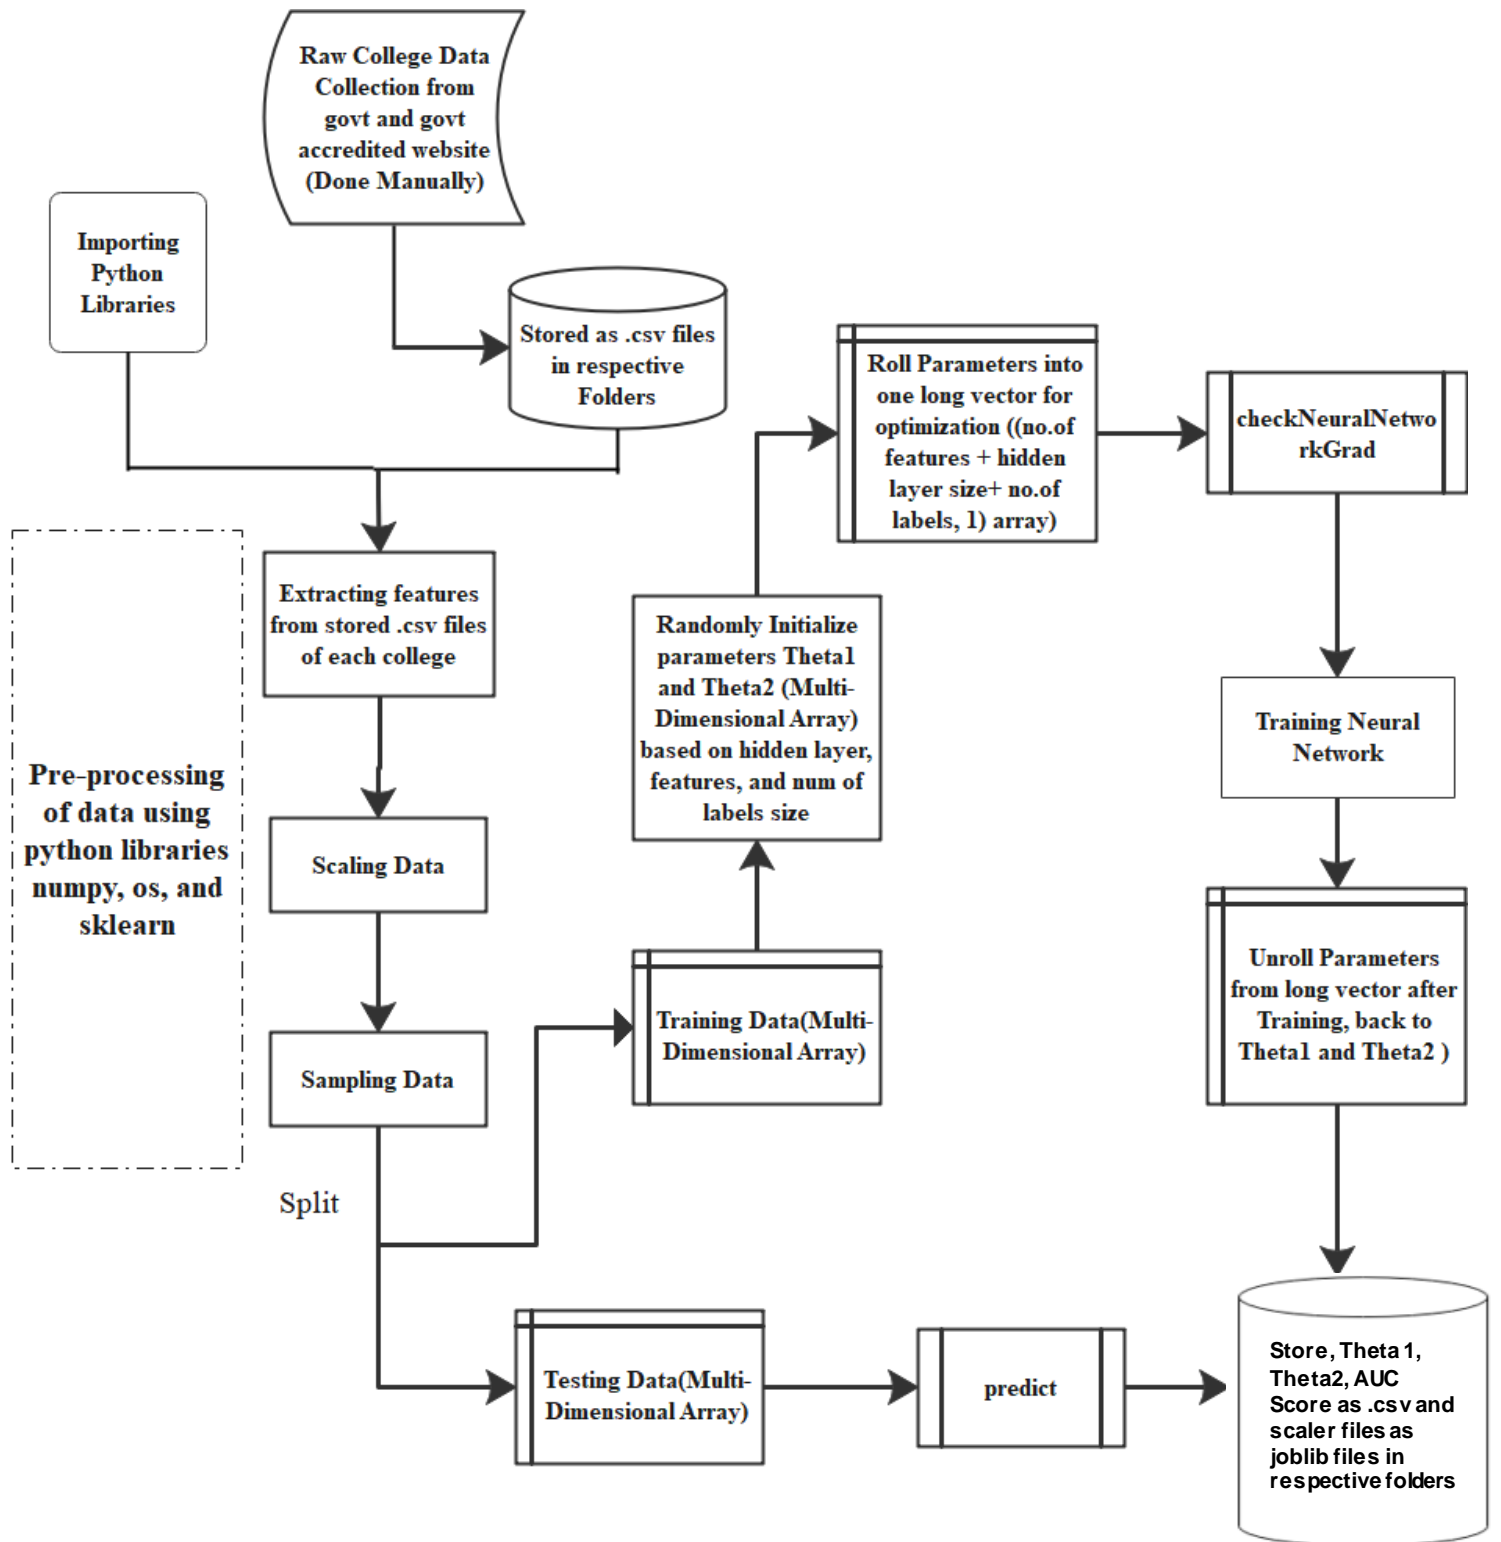 Raw College Data
Collection from
govt and govt
accredited website
(Done Manually)
Importing
Python
Libraries
Stored as .csv files
in respective
Folders
Roll Parameters into
one long vector for
optimization ((no.of
features + hidden
layer size+ no.of
labels, 1) array)
checkNeuralNetwo
rkGrad
Extracting features
from stored .csv files
of each college
Randomly Initialize
parameters Theta1
and Theta2 (Multi-
Dimensional Array)
based on hidden layer,
features, and num of
labels size
Training Neural
Network
Pre-processing
of data using
python libraries
numpy, os, and
sklearn
Scaling Data
Unroll Parameters
from long vector after
Training, back to
Theta1 and Theta2 )
Training Data(Multi-
Dimensional Array)
Sampling Data
Split
Testing Data(Multi-
Dimensional Array)
predict
Store, Theta 1,
Theta2, AUC
Score as .csv and
scaler files as
joblib files in
respective folders